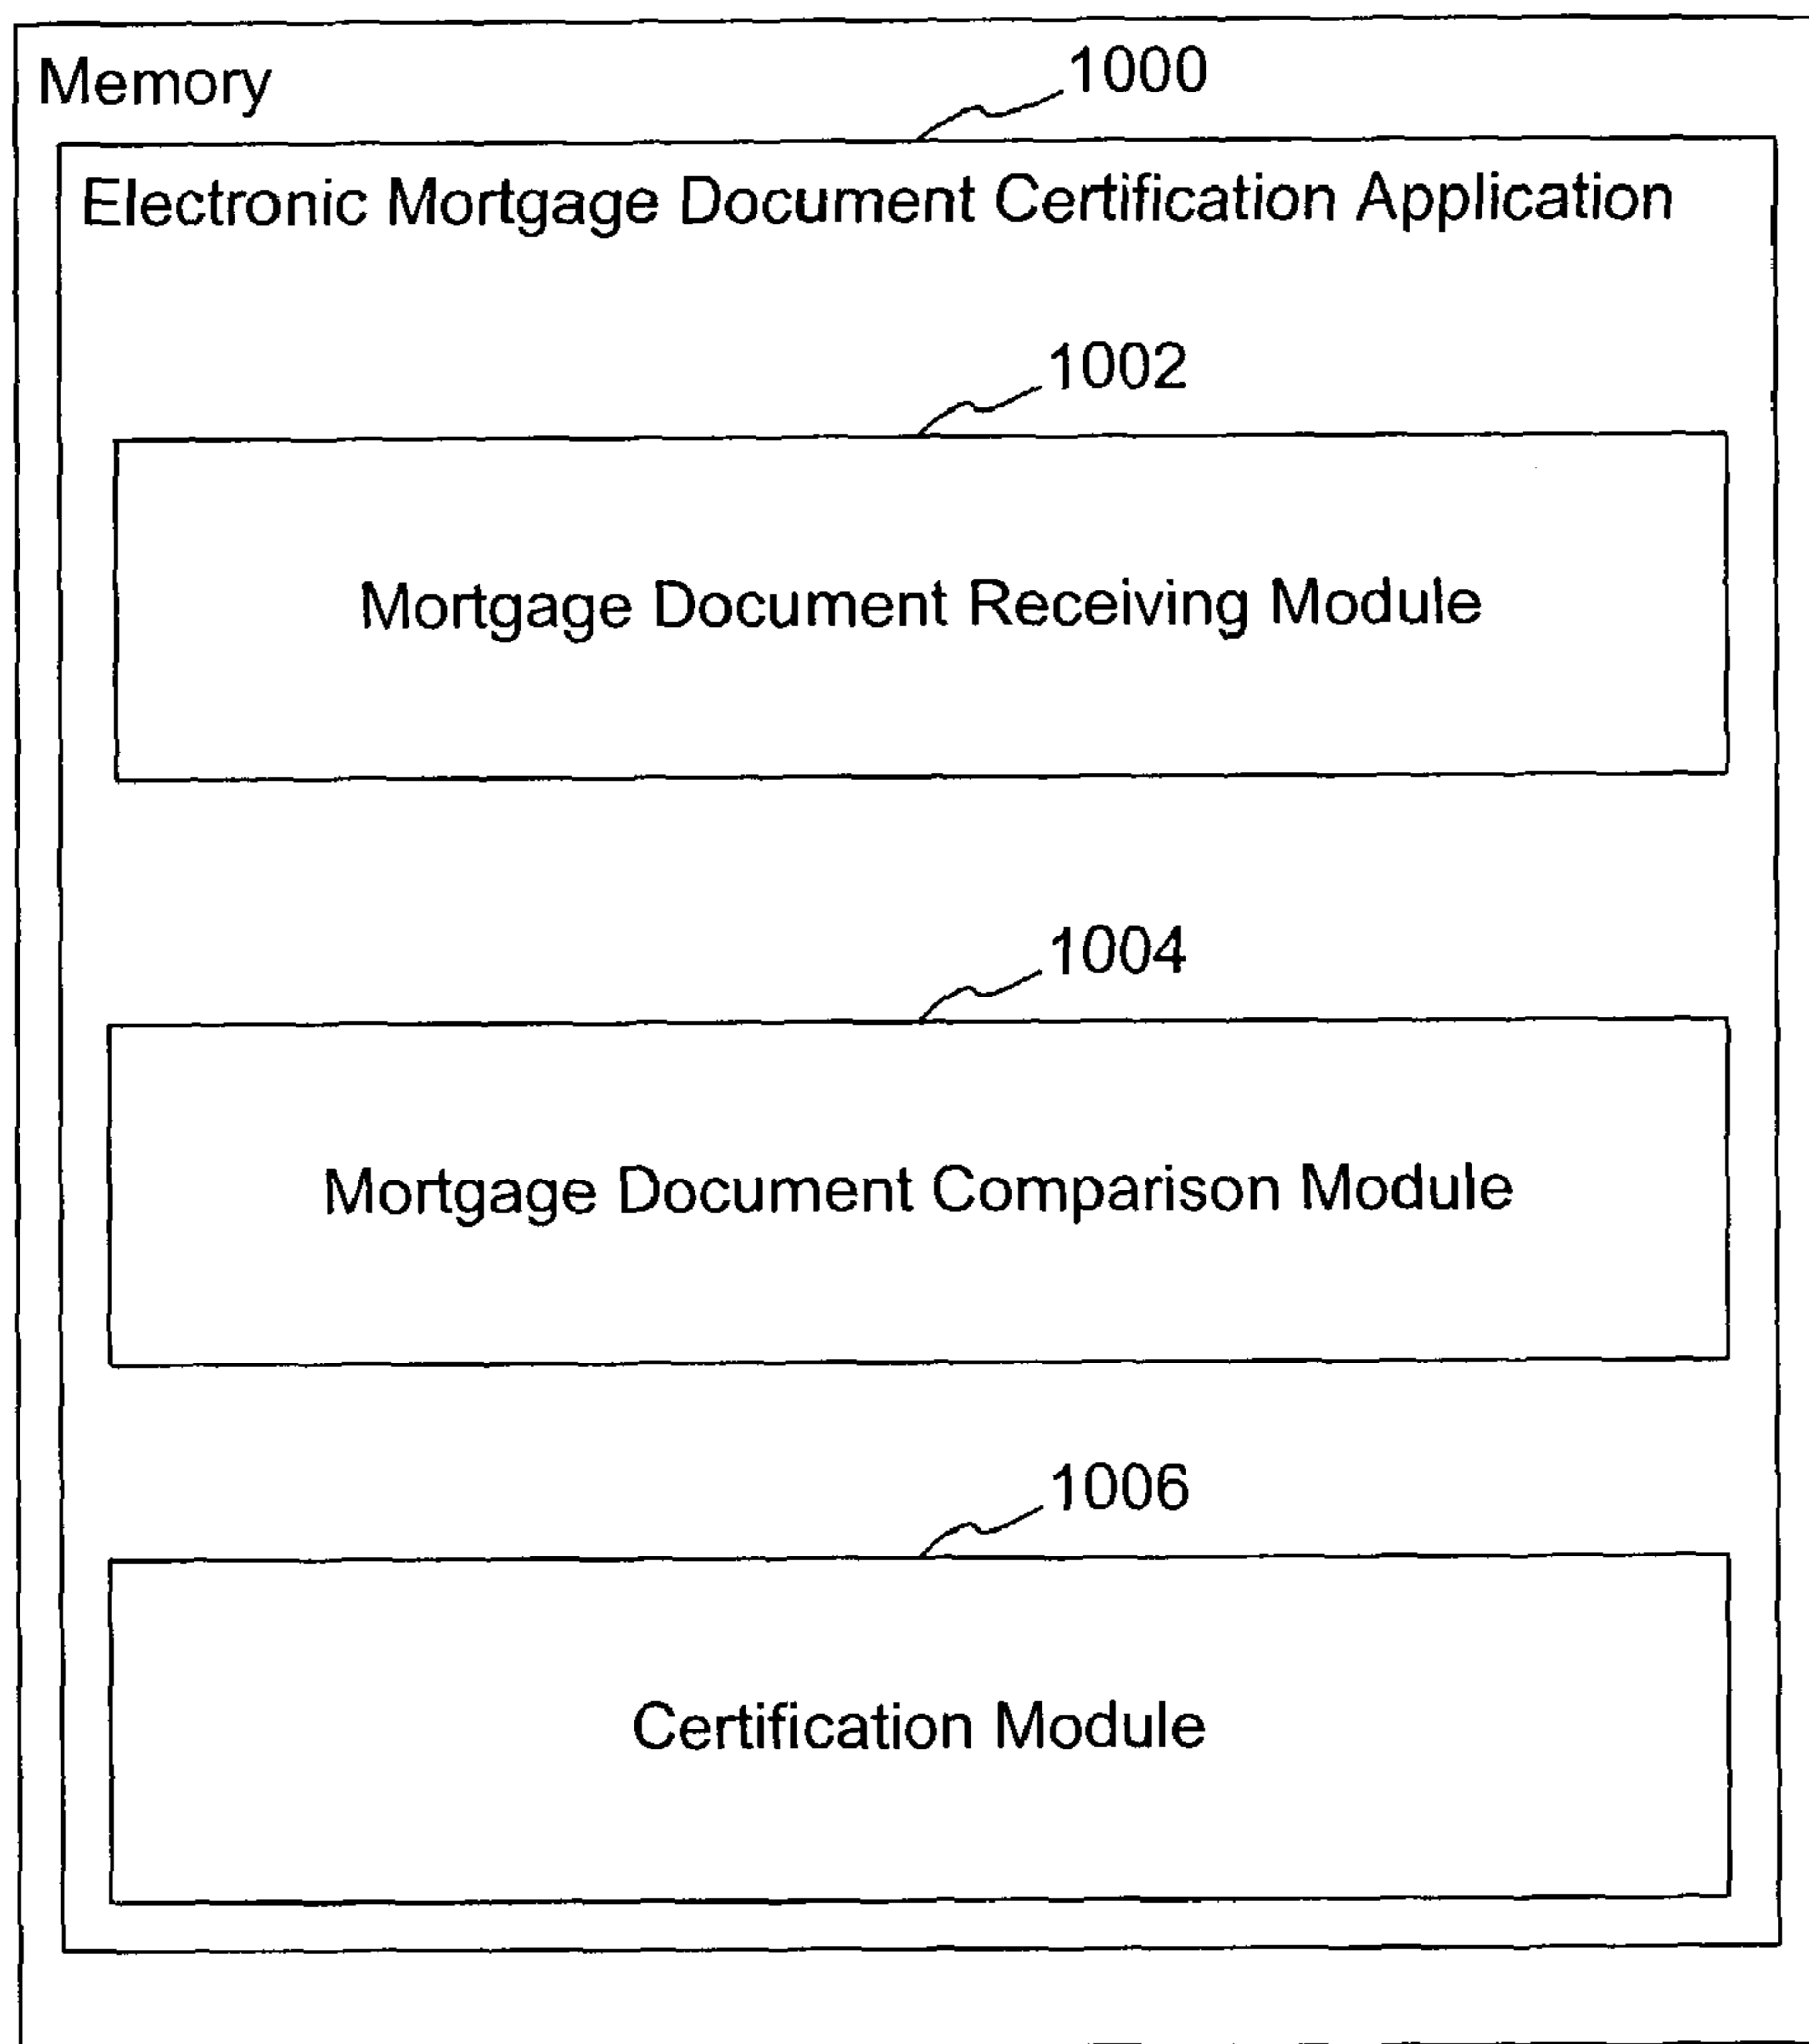 Memory
1000
Electronic Mortgage Document Certification Application
1002
Mortgage Document Receiving Module
1004
Mortgage Document Comparison Module
1006
Certification Module